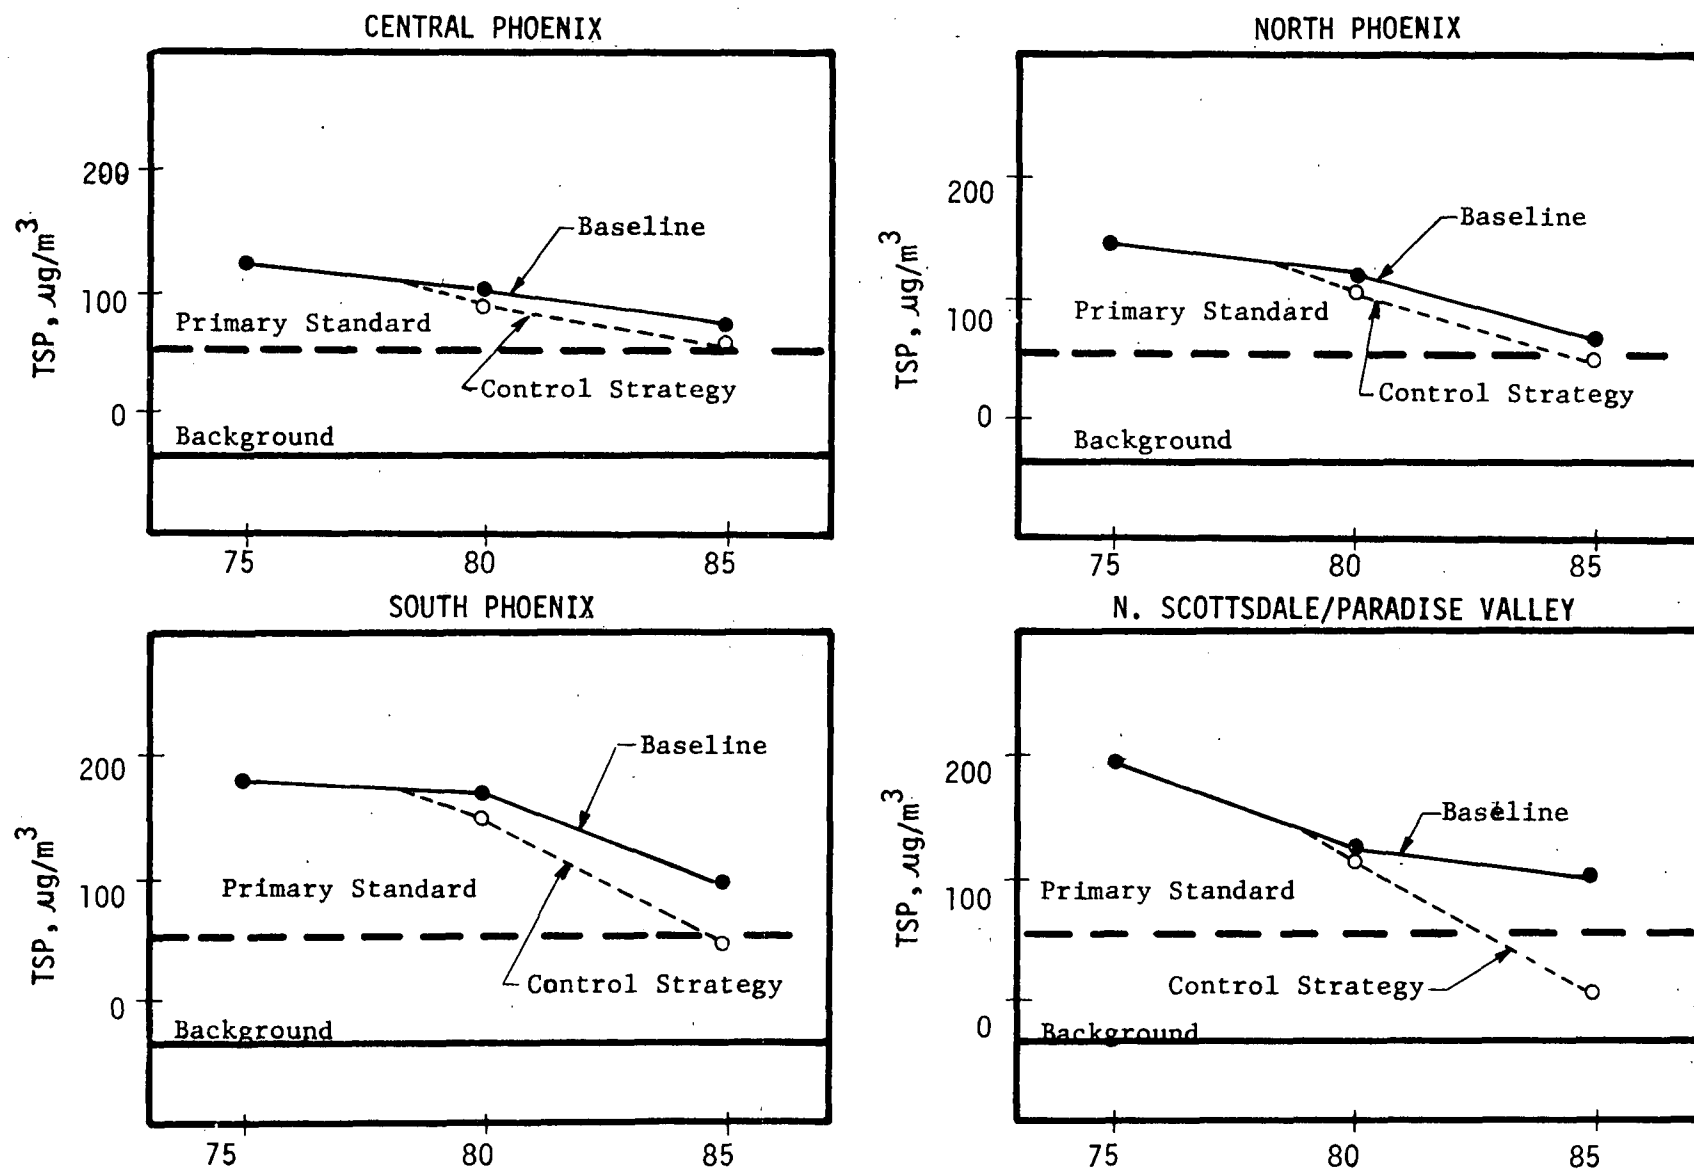 CENTRAL PHOENIX
TSP, µg/m³
200
100
0
Baseline
Primary Standard
Control Strategy
Background
75 80 85
NORTH PHOENIX
TSP, µg/m³
200
100
0
Baseline
Primary Standard
Control Strategy
Background
75 80 85
SOUTH PHOENIX
TSP, µg/m³
200
100
0
Baseline
Primary Standard
Control Strategy
Background
75 80 85
N. SCOTTSDALE/PARADISE VALLEY
TSP, µg/m³
200
100
0
Baseline
Primary Standard
Control Strategy
Background
75 80 85